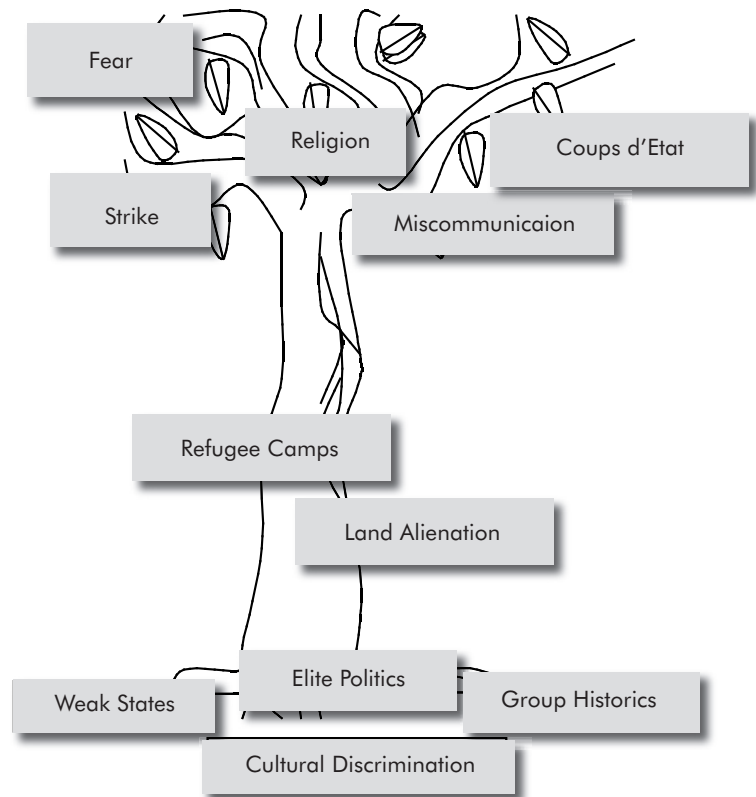 Fear
Religion
Coups d’Etat
Strike
Miscommunicaion
Refugee Camps
Land Alienation
Elite Politics
Weak States
Group Historics
Cultural Discrimination